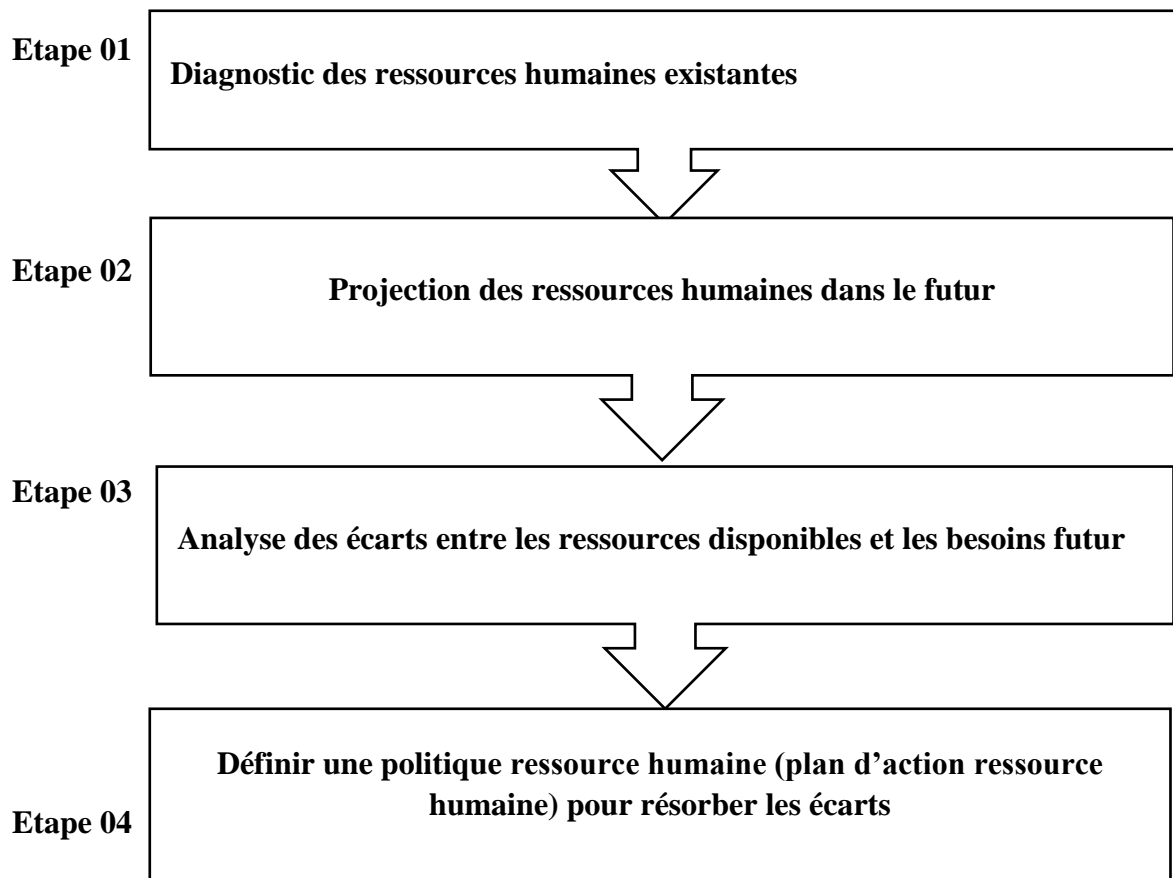 Etape 01
Diagnostic des ressources humaines existantes
Etape 02
Projection des ressources humaines dans le futur
Etape 03
Analyse des écarts entre les ressources disponibles et les besoins futur
Définir une politique ressource humaine (plan d’action ressource
humaine) pour résorber les écarts
Etape 04